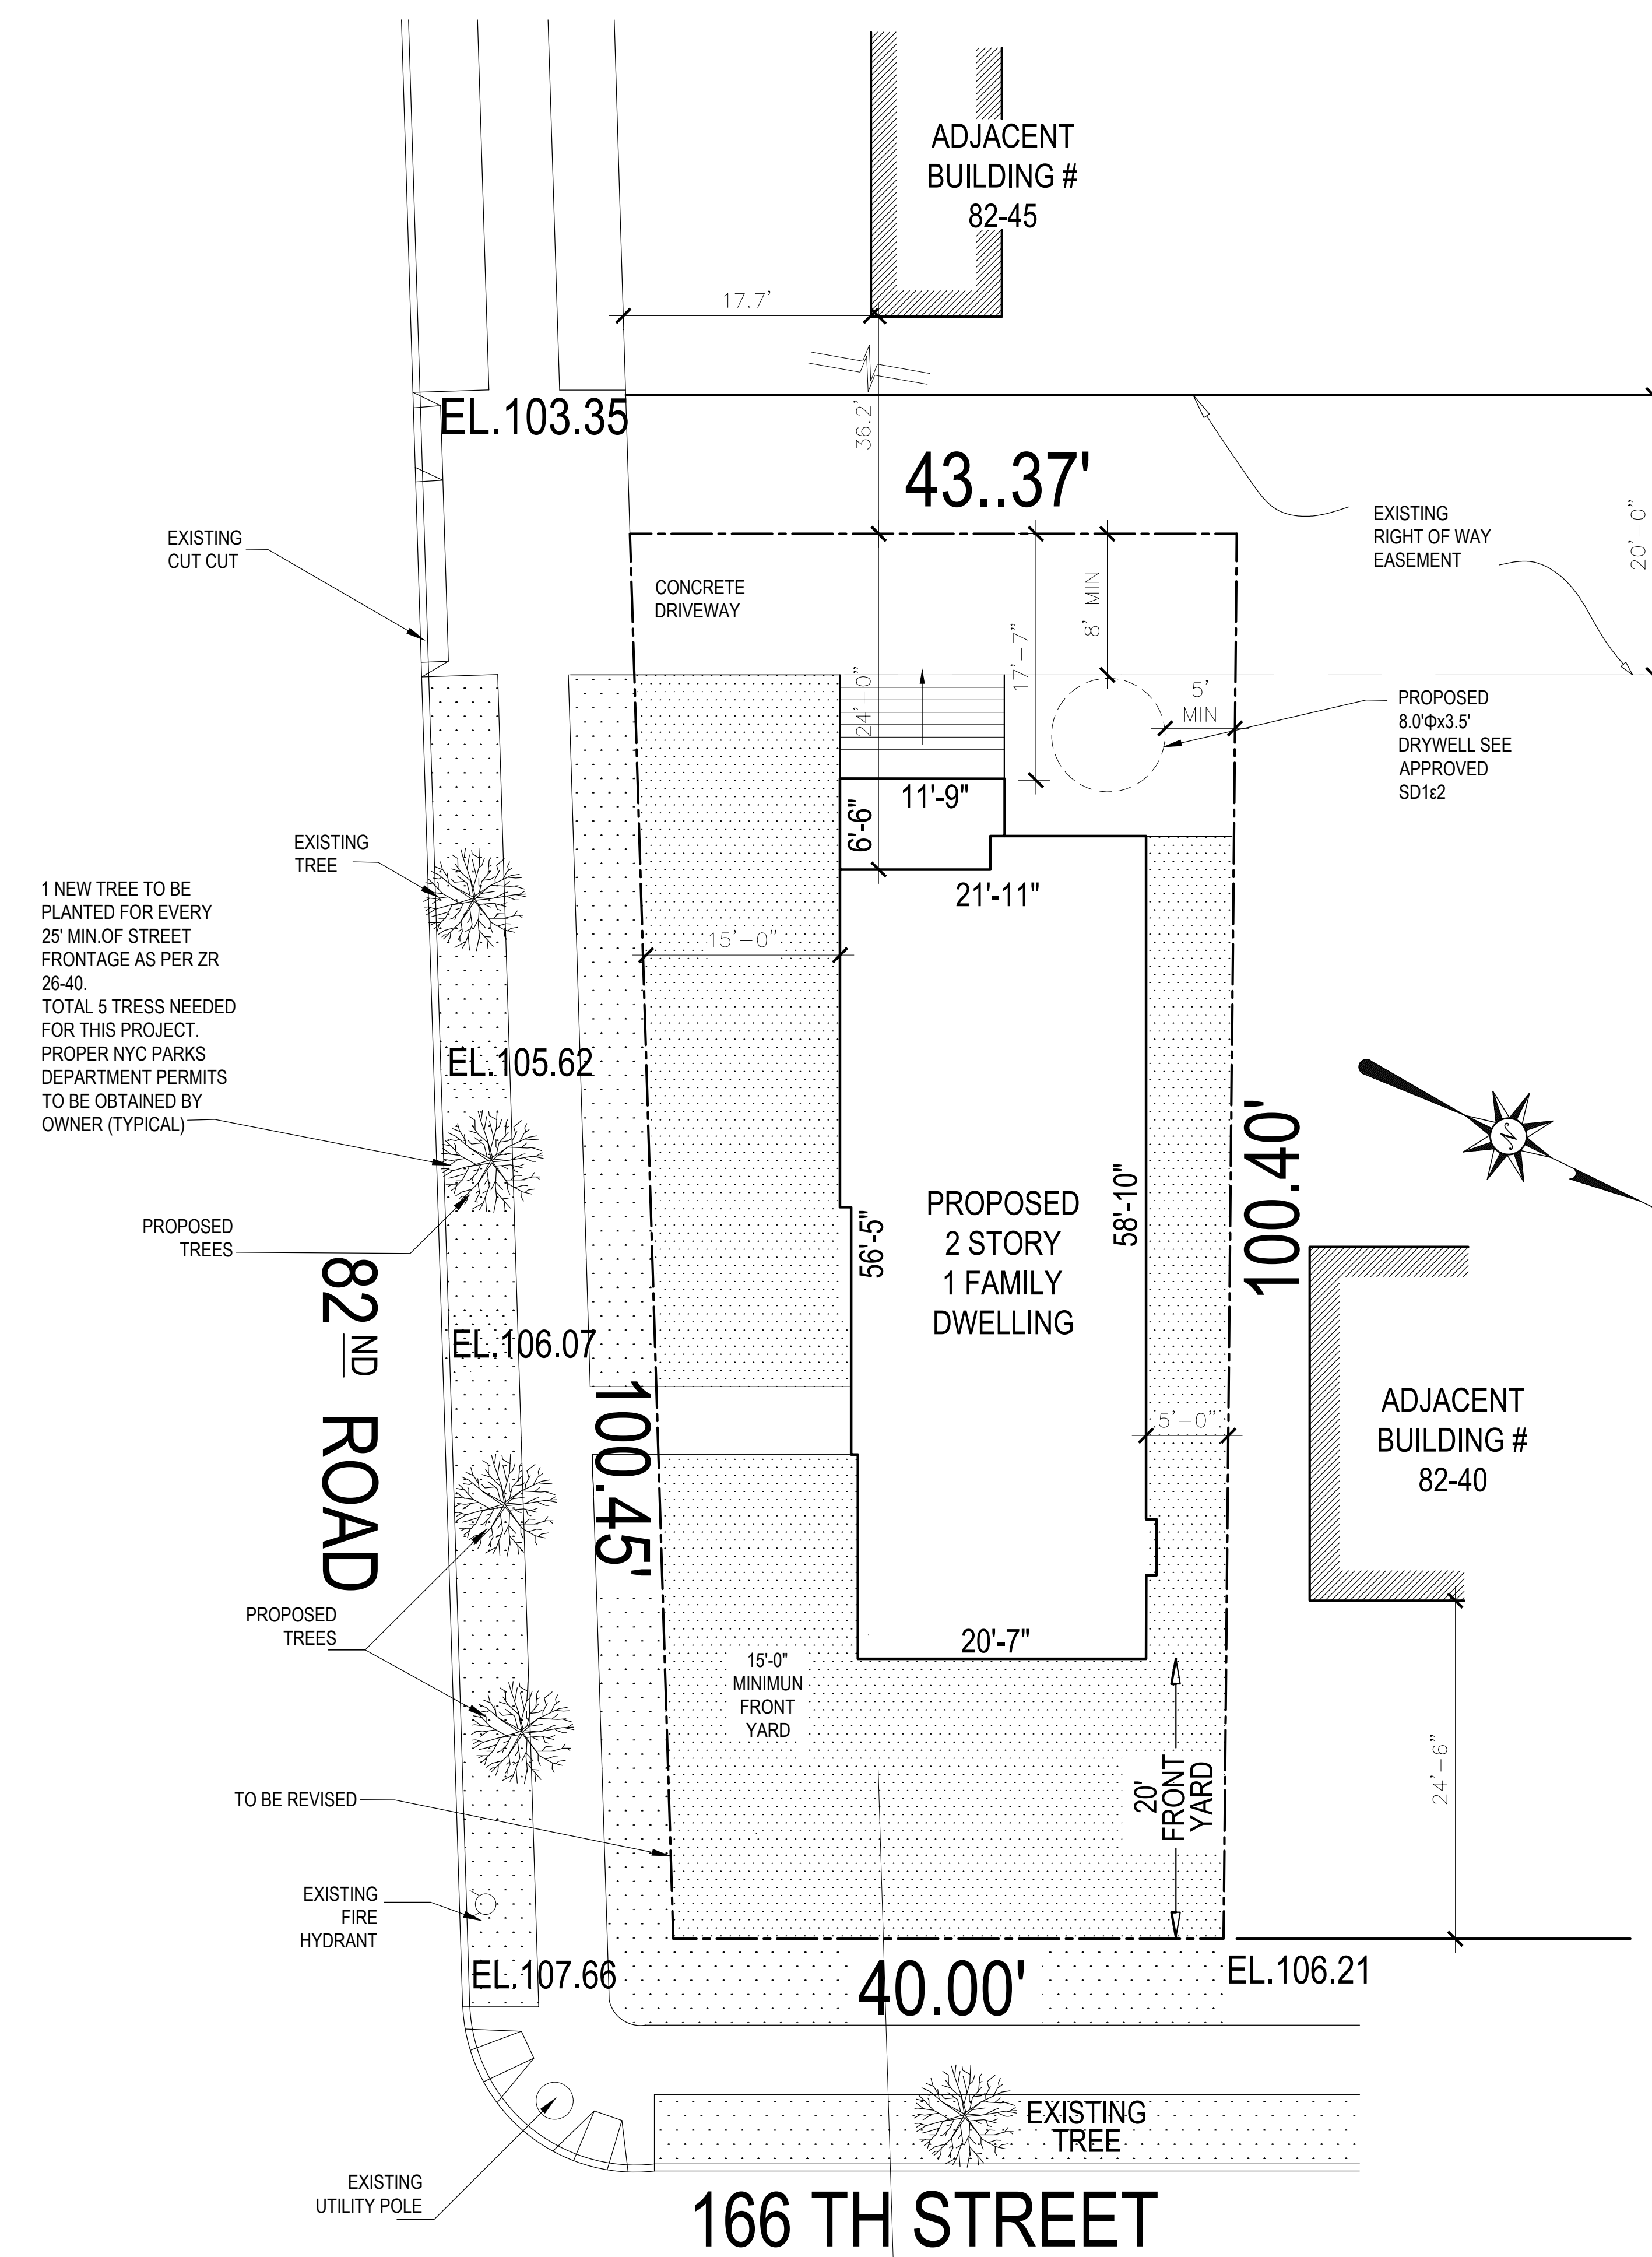 ADJACENT
BUILDING #
82-45
17.7'
EL.103.35
36.2'
43..37'
EXISTING
RIGHT OF WAY
EASEMENT
20'-0"
EXISTING
CUT CUT
CONCRETE
DRIVEWAY
8' MIN
17'-7"
24'-0"
5'
MIN
PROPOSED
8.0'Φx3.5'
DRYWELL SEE
APPROVED
SD1ε2
11'-9"
6'-6"
21'-11"
EXISTING
TREE
1 NEW TREE TO BE
PLANTED FOR EVERY
25' MIN.OF STREET
FRONTAGE AS PER ZR
26-40.
TOTAL 5 TRESS NEEDED
FOR THIS PROJECT.
PROPER NYC PARKS
DEPARTMENT PERMITS
TO BE OBTAINED BY
OWNER (TYPICAL)
15'-0"
EL.105.62
100.40'
N
PROPOSED
TREES
56'-5"
PROPOSED
2 STORY
1 FAMILY
DWELLING
58'-10"
82 ND ROAD
EL.106.07
100.45'
5'-0"
ADJACENT
BUILDING #
82-40
PROPOSED
TREES
20'-7"
15'-0"
MINIMUN
FRONT
YARD
20'
FRONT
YARD
24'-6"
TO BE REVISED
EXISTING
FIRE
HYDRANT
EL.107.66
40.00'
EL.106.21
EXISTING
TREE
EXISTING
UTILITY POLE
166 TH STREET